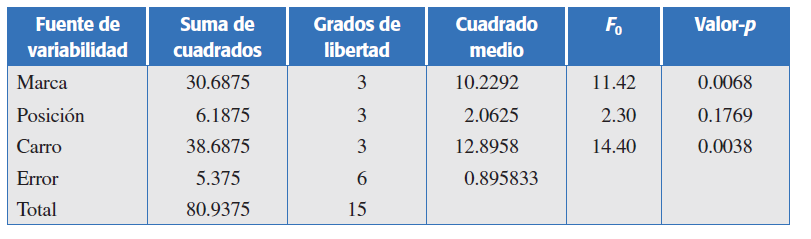 Fuente de variabilidad Suma de cuadrados Grados de libertad Cuadrado medio F₀ Valor-p
Marca 30.6875 3 10.2292 11.42 0.0068
Posición 6.1875 3 2.0625 2.30 0.1769
Carro 38.6875 3 12.8958 14.40 0.0038
Error 5.375 6 0.895833
Total 80.9375 15